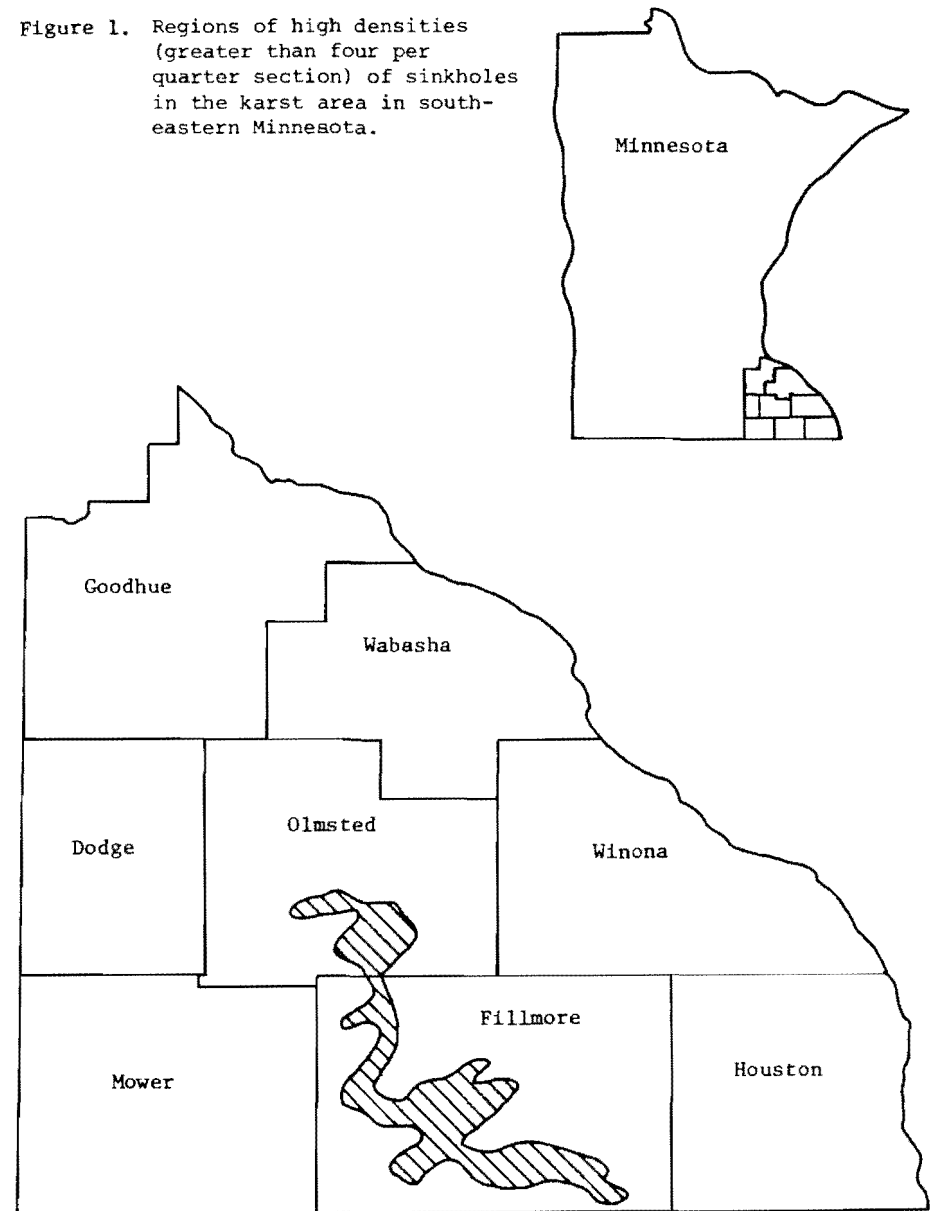 Figure 1. Regions of high densities
(greater than four per
quarter section) of sinkholes
in the karst area in south-
eastern Minnesota.
Minnesota
Goodhue
Wabasha
Olmsted
Dodge
Winona
Fillmore
Houston
Mower